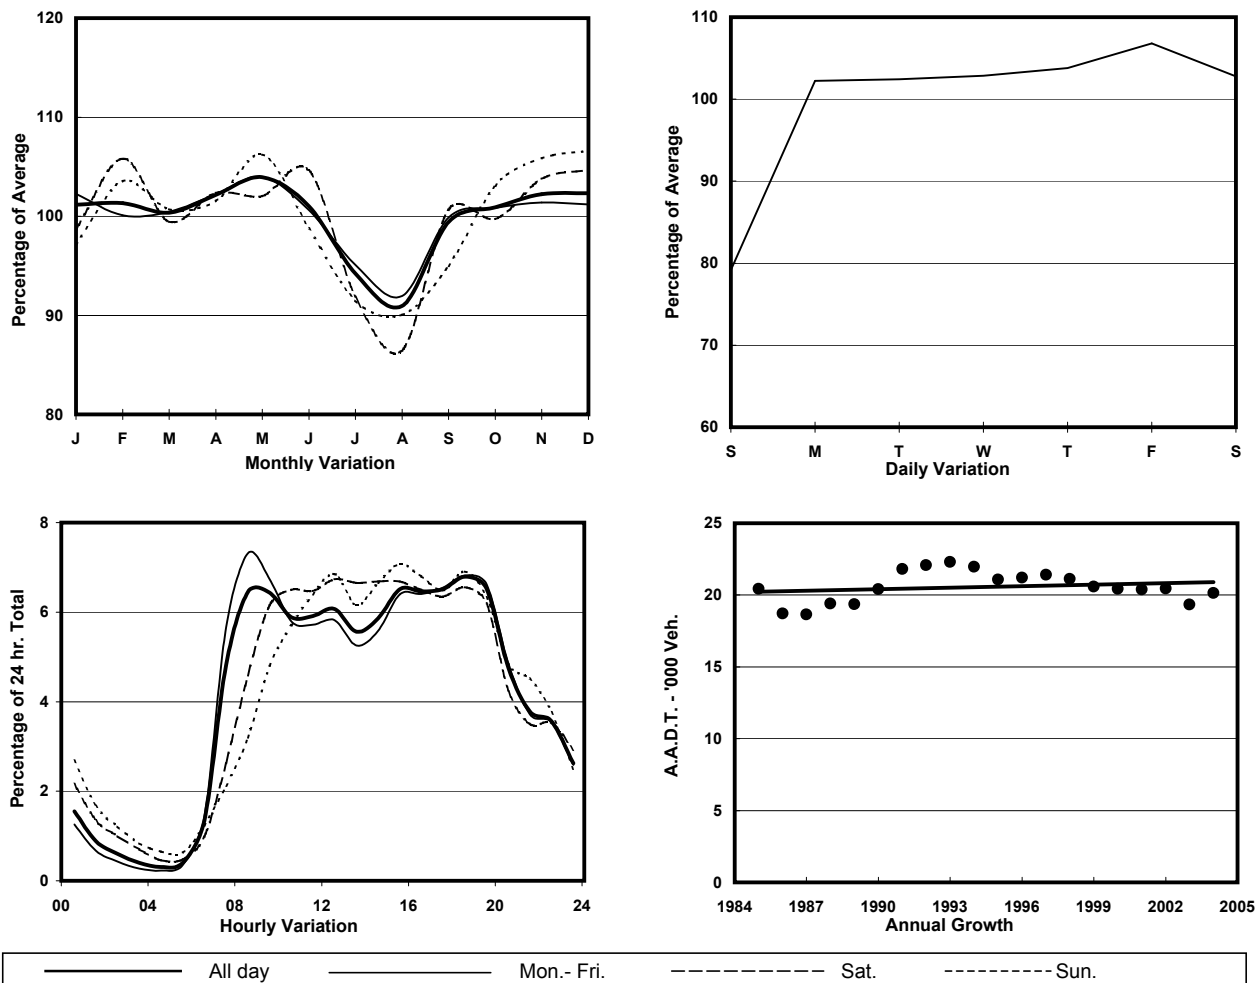 120
110
100
90
80
Percentage of Average
J F M A M J J A S O N D
Monthly Variation
110
100
90
80
70
60
Percentage of Average
S M T W T F S
Daily Variation
8
6
4
2
0
Percentage of 24 hr. Total
00 04 08 12 16 20 24
Hourly Variation
25
20
15
10
5
0
A.A.D.T. - '000 Veh.
1984 1987 1990 1993 1996 1999 2002 2005
Annual Growth
All day Mon.- Fri. Sat. Sun.